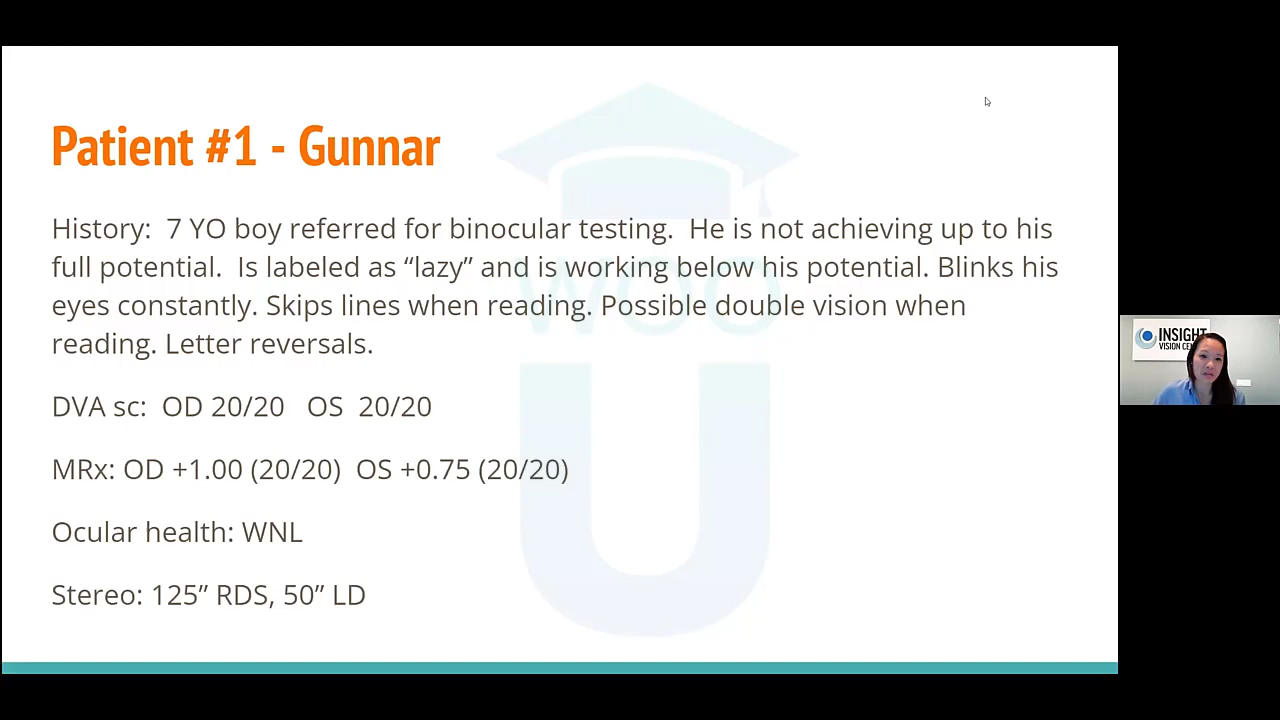 Patient #1 - Gunnar
History:  7 YO boy referred for binocular testing.  He is not achieving up to his
full potential.  Is labeled as “lazy” and is working below his potential. Blinks his
eyes constantly. Skips lines when reading. Possible double vision when
reading. Letter reversals.
DVA sc:  OD 20/20   OS  20/20
MRx: OD +1.00 (20/20)  OS +0.75 (20/20)
Ocular health: WNL
Stereo: 125” RDS, 50” LD
WOO
U
INSIGHT
VISION